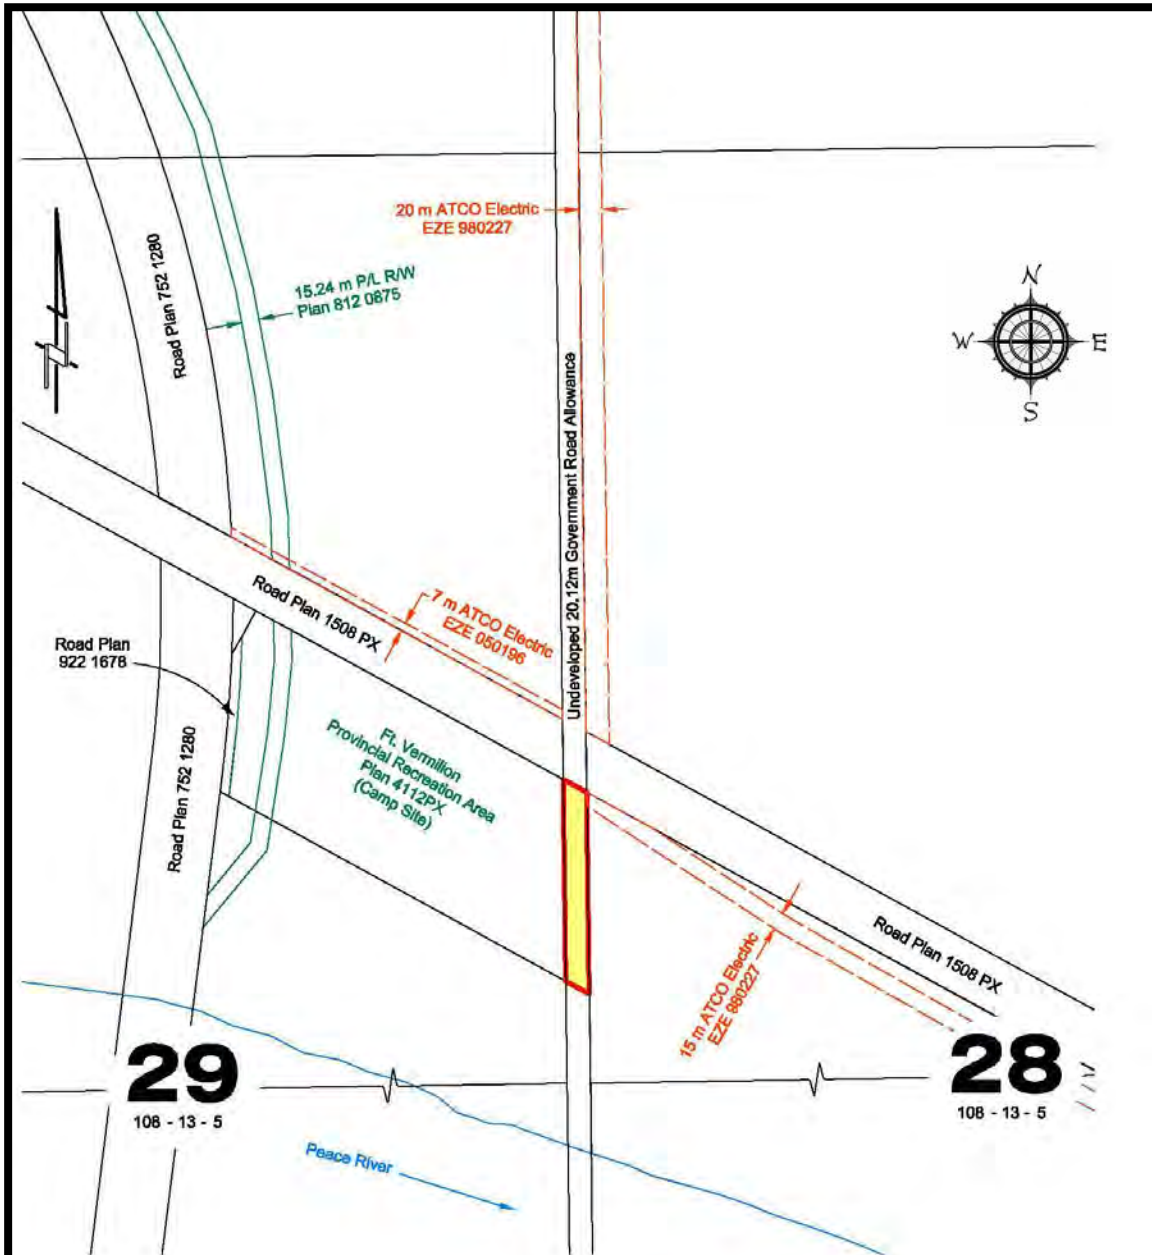 20 m ATCO Electric
EZE 980227
Road Plan 752 1280
15.24 m P/L R/W
Plan 812 0875
N
W
E
S
Undeveloped 20.12m Government Road Allowance
Road Plan 1508 PX
7 m ATCO Electric
EZE 050196
Road Plan
922 1678
Ft. Vermilion
Provincial Recreation Area
Plan 4112PX
(Camp Site)
Road Plan 752 1280
15 m ATCO Electric
EZE 980227
Road Plan 1508 PX
29
108 - 13 - 5
28
108 - 13 - 5
Peace River